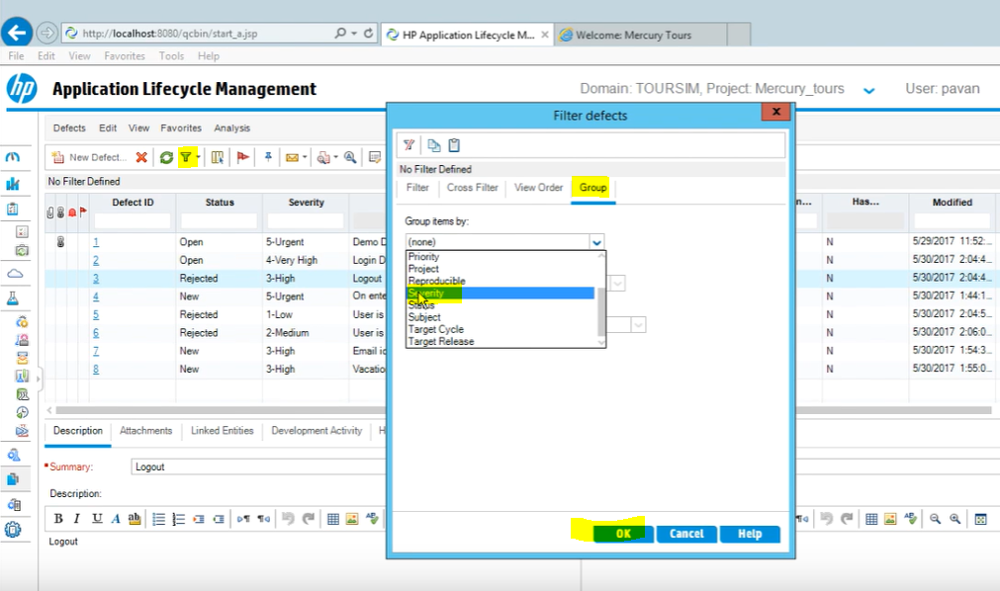 http://localhost:8080/qcbin/start_a.jsp
HP Application Lifecycle M...
Welcome: Mercury Tours
File Edit View Favorites Tools Help
hp
Application Lifecycle Management
Domain: TOURSIM, Project: Mercury_tours
User: pavan
Defects Edit View Favorites Analysis
New Defect...
No Filter Defined
Defect ID Status Severity n... Has... Modified
1 Open 5-Urgent Demo D N 5/29/2017 11:52:...
2 Open 4-Very High Login D N 5/30/2017 2:04:4...
3 Rejected 3-High Logout N 5/30/2017 2:04:4...
4 New 5-Urgent On ente N 5/30/2017 1:44:1...
5 Rejected 1-Low User is N 5/30/2017 2:04:5...
6 Rejected 2-Medium User is N 5/30/2017 2:06:0...
7 New 3-High Email ic N 5/30/2017 1:54:3...
8 New 3-High Vacatio N 5/30/2017 1:55:0...
Description Attachments Linked Entities Development Activity H
*Summary: Logout
Description:
B I U A ab
Logout
Filter defects
No Filter Defined
Filter Cross Filter View Order Group
Group items by:
(none)
Priority
Project
Reproducible
Severity
Status
Subject
Target Cycle
Target Release
OK Cancel Help